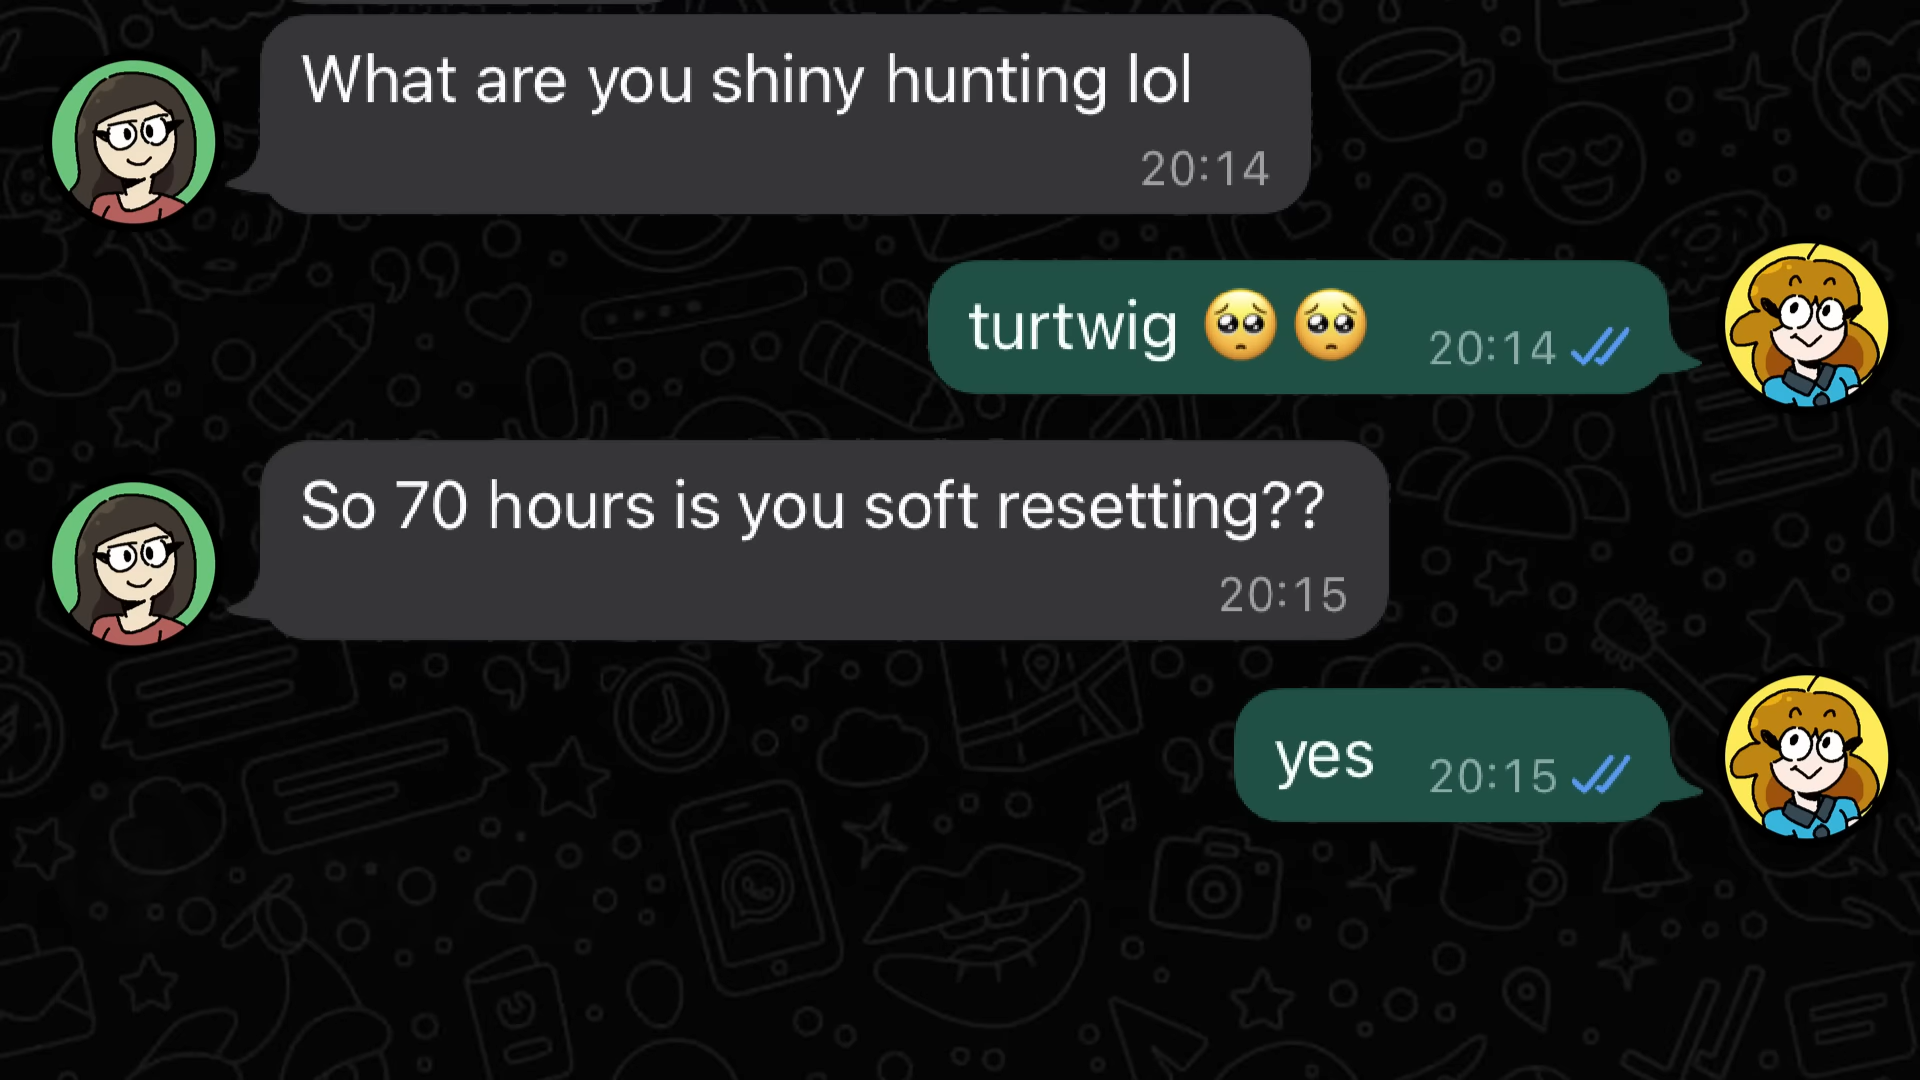 What are you shiny hunting lol
20:14
turtwig 🥺🥺 20:14
So 70 hours is you soft resetting??
20:15
yes 20:15